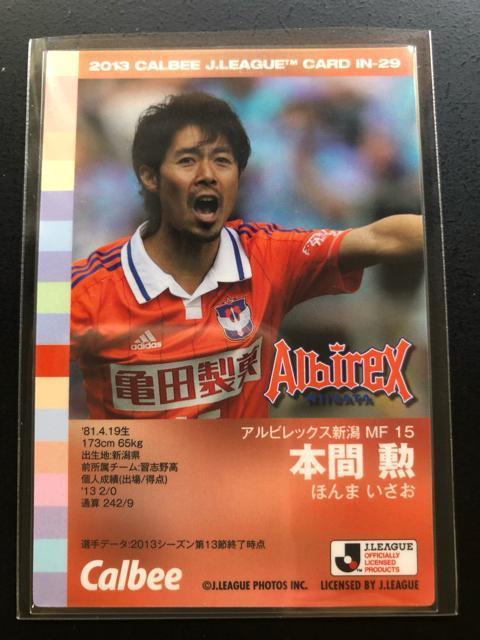 2013 CALBEE J.LEAGUE™ CARD IN-29
adidas
亀田製菓
Albirex
NIIGATA
アルビレックス新潟 MF 15
本間 勲
ほんま いさお
'81.4.19生
173cm 65kg
出生地:新潟県
前所属チーム:習志野高
個人成績(出場/得点)
'13 2/0
通算 242/9
選手データ:2013シーズン第13節終了時点
J.LEAGUE
OFFICIALLY
LICENSED
PRODUCTS
Calbee
©J.LEAGUE PHOTOS INC.
LICENSED BY J.LEAGUE